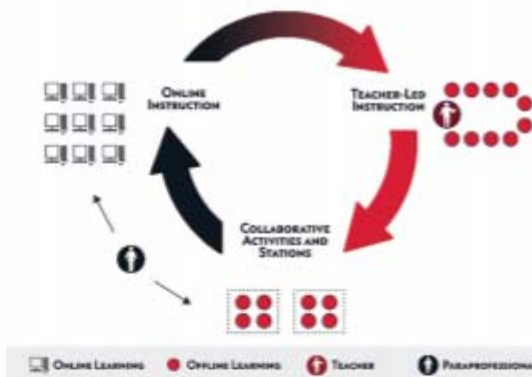 ONLINE
INSTRUCTION
TEACHER-LED
INSTRUCTION
COLLABORATIVE
ACTIVITIES AND
STATIONS
ONLINE LEARNING OFFLINE LEARNING TEACHER PARAPROFESSIONAL